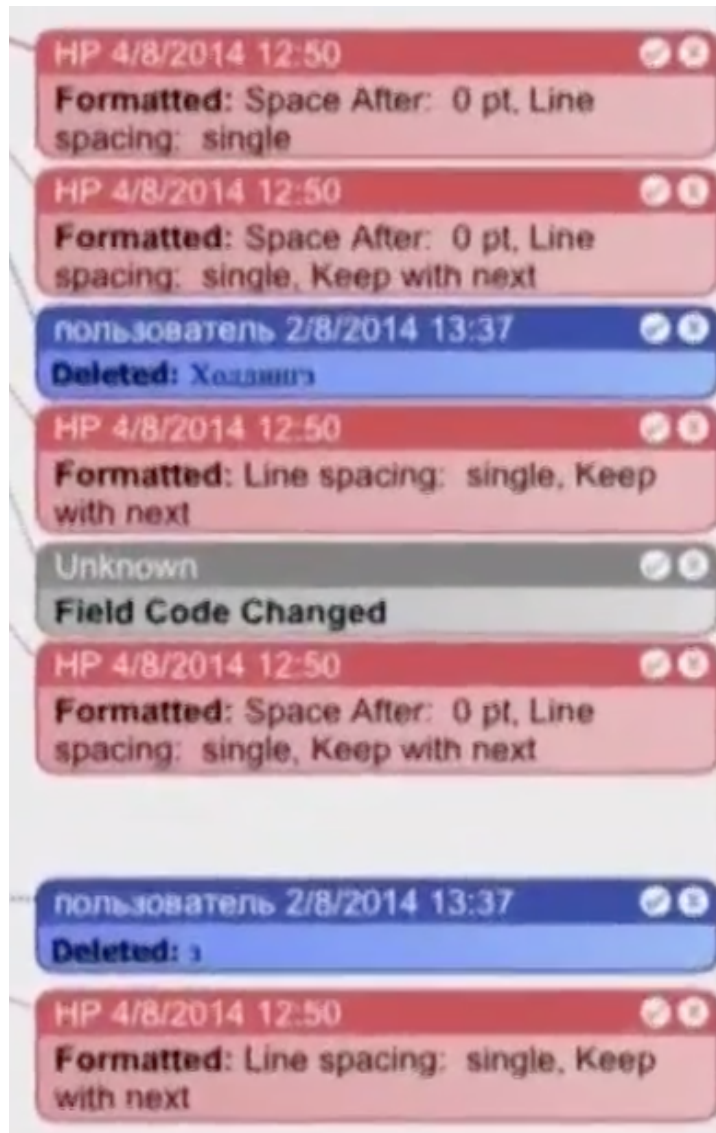 HP 4/8/2014 12:50
Formatted: Space After: 0 pt, Line
spacing: single
HP 4/8/2014 12:50
Formatted: Space After: 0 pt, Line
spacing: single, Keep with next
пользователь 2/8/2014 13:37
Deleted: Холдингэ
HP 4/8/2014 12:50
Formatted: Line spacing: single, Keep
with next
Unknown
Field Code Changed
HP 4/8/2014 12:50
Formatted: Space After: 0 pt, Line
spacing: single, Keep with next
пользователь 2/8/2014 13:37
Deleted: э
HP 4/8/2014 12:50
Formatted: Line spacing: single, Keep
with next